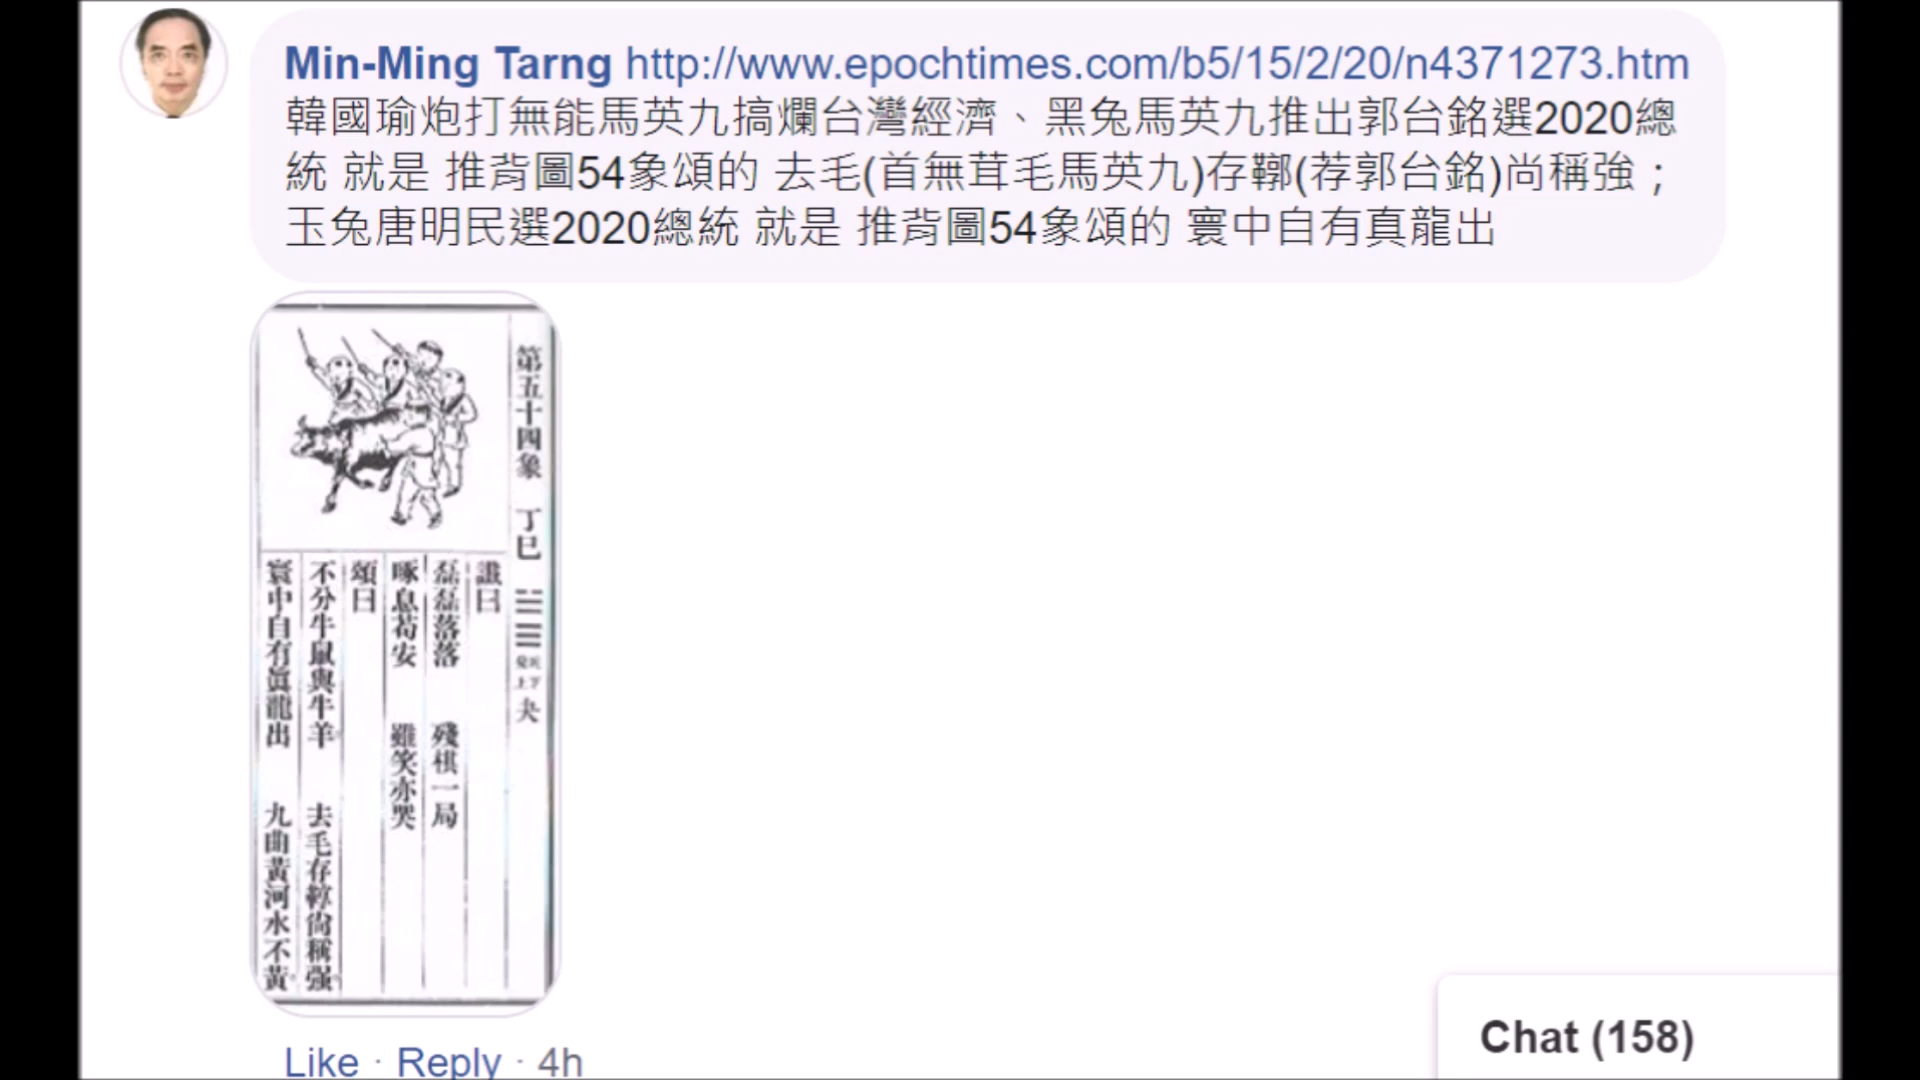 Min-Ming Tarng http://www.epochtimes.com/b5/15/2/20/n4371273.htm
韓國瑜炮打無能馬英九搞爛台灣經濟、黑兔馬英九推出郭台銘選2020總
統 就是 推背圖54象頌的 去毛(首無茸毛馬英九)存鞹(荐郭台銘)尚稱強；
玉兔唐明民選2020總統 就是 推背圖54象頌的 寰中自有真龍出
第五十四象 丁巳
夬
讖曰
磊磊落落 殘棋一局
啄息苟安 雖笑亦哭
頌曰
不分牛鼠與牛羊 去毛存鞟尙稱强
寰中自有眞龍出 九曲黃河水不黃
Like · Reply · 4h
Chat (158)